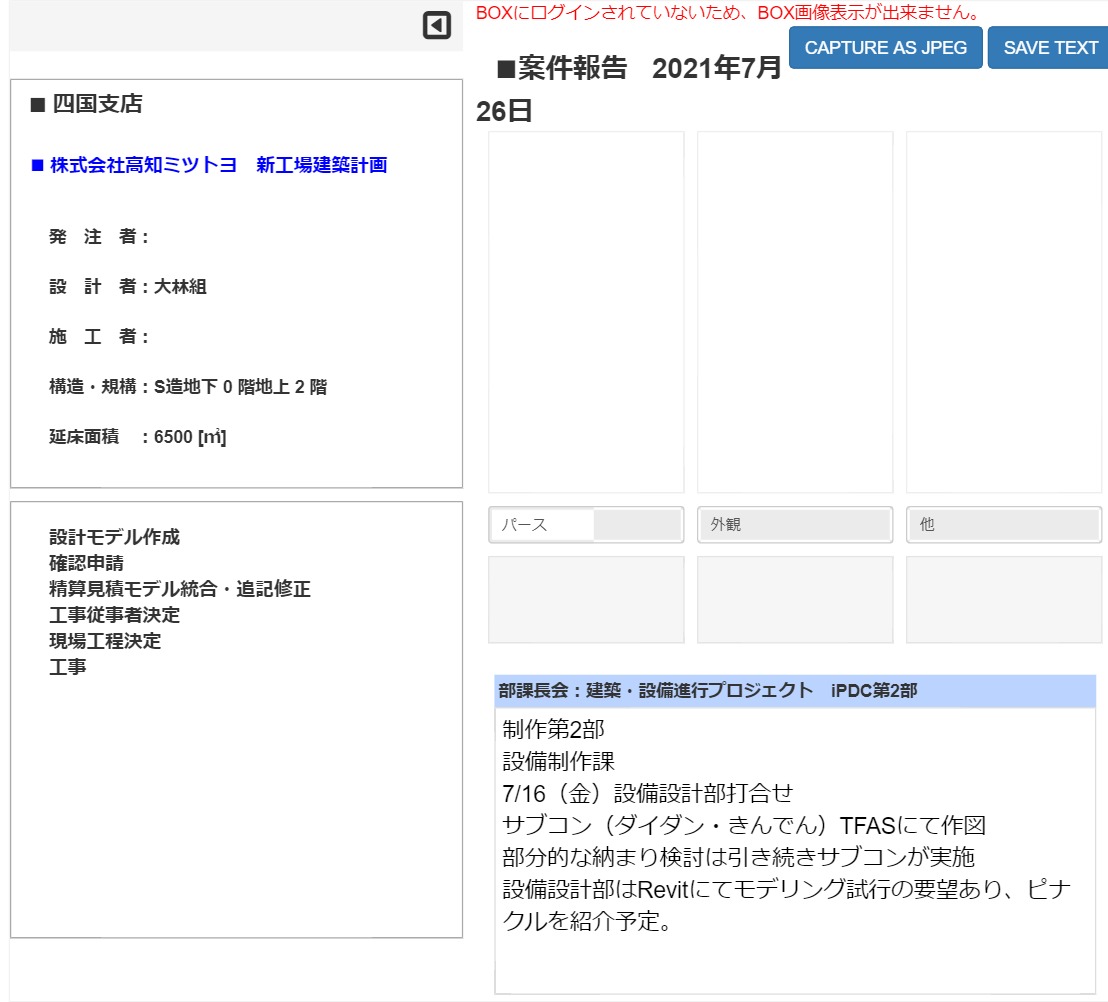 BOXにログインされていないため、BOX画像表示が出来ません。
CAPTURE AS JPEG
SAVE TEXT
■案件報告　2021年7月
26日
■ 四国支店
■ 株式会社高知ミツトヨ　新工場建築計画
発　注　者：
設　計　者：大林組
施　工　者：
構造・規構：S造地下 0 階地上 2 階
延床面積　：6500 [㎡]
設計モデル作成
確認申請
精算見積モデル統合・追記修正
工事従事者決定
現場工程決定
工事
パース
外観
他
部課長会：建築・設備進行プロジェクト　iPDC第2部
制作第2部
設備制作課
7/16（金）設備設計部打合せ
サブコン（ダイダン・きんでん）TFASにて作図
部分的な納まり検討は引き続きサブコンが実施
設備設計部はRevitにてモデリング試行の要望あり、ピナ
クルを紹介予定。